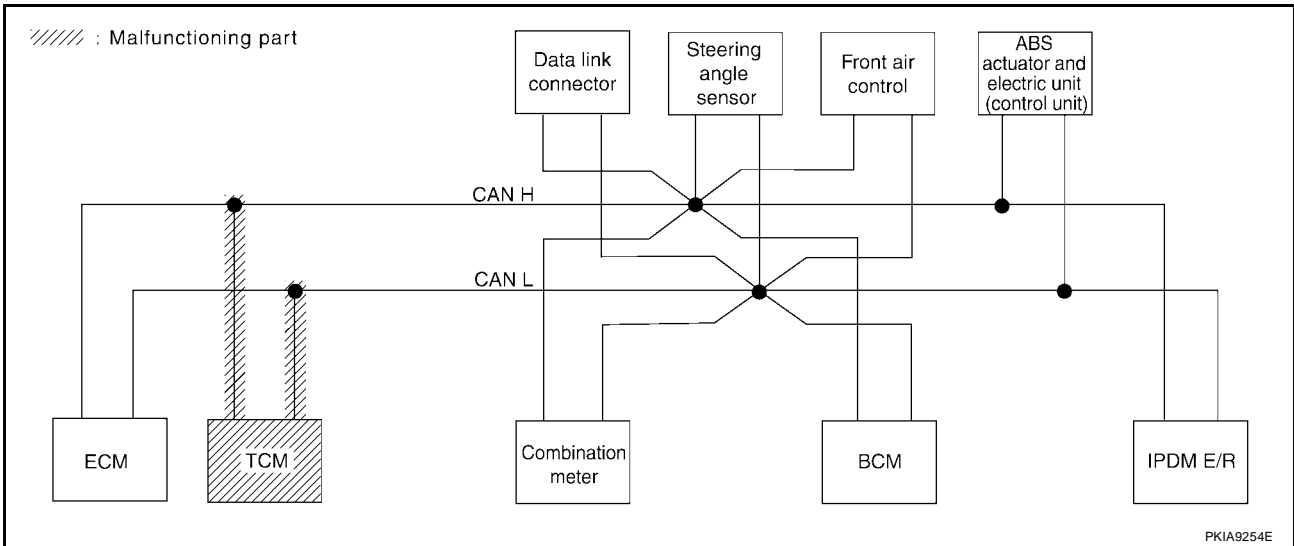 : Malfunctioning part
Data link
connector
Steering
angle
sensor
Front air
control
ABS
actuator and
electric unit
(control unit)
CAN H
CAN L
ECM
TCM
Combination
meter
BCM
IPDM E/R
PKIA9254E